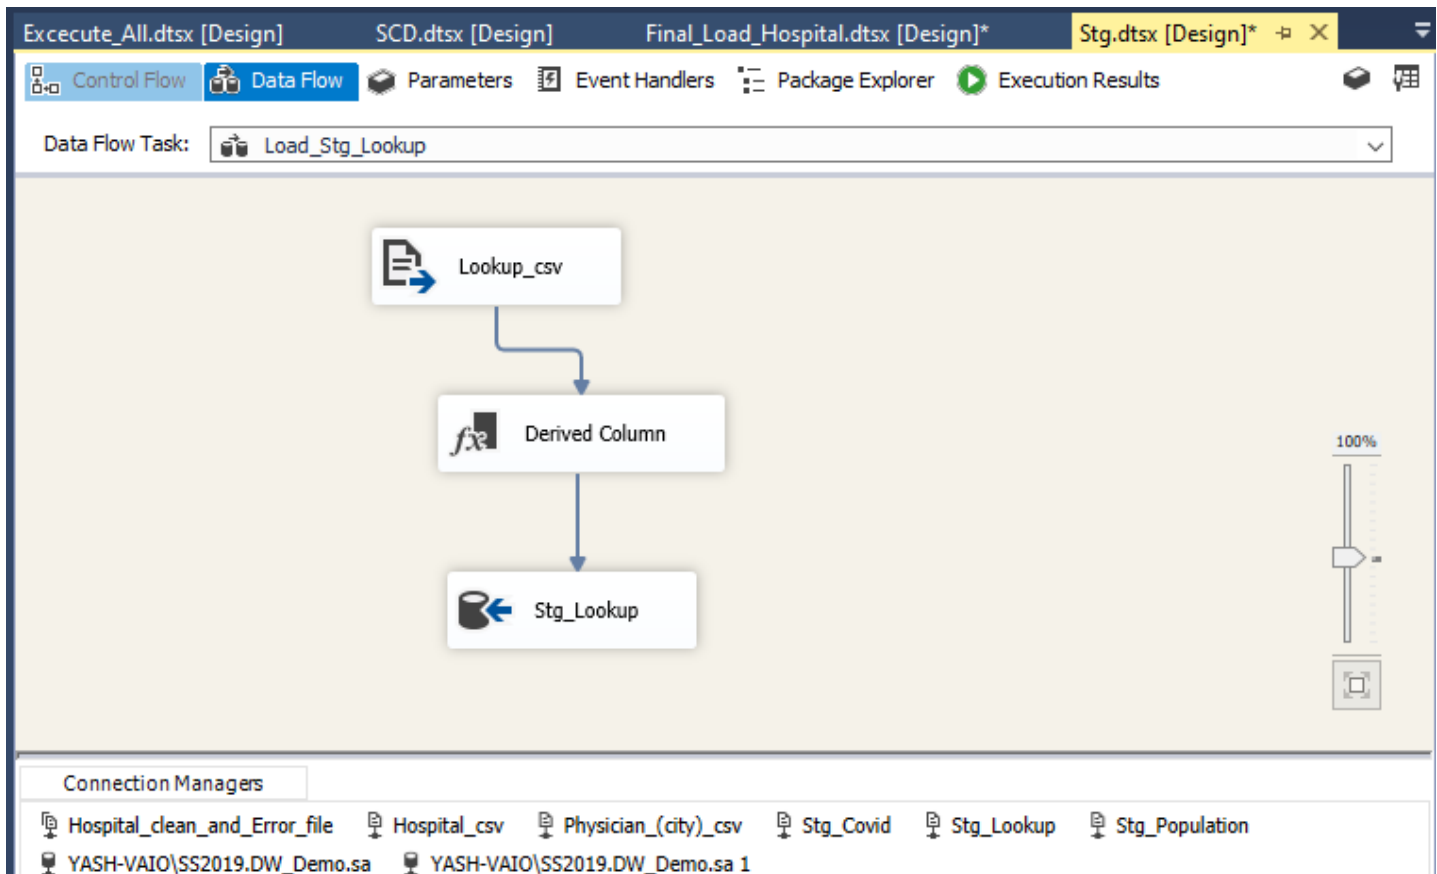 Excecute_All.dtsx [Design] SCD.dtsx [Design] Final_Load_Hospital.dtsx [Design]* Stg.dtsx [Design]*
Control Flow Data Flow Parameters Event Handlers Package Explorer Execution Results
Data Flow Task: Load_Stg_Lookup
Lookup_csv
fx Derived Column
100%
Stg_Lookup
Connection Managers
Hospital_clean_and_Error_file Hospital_csv Physician_(city)_csv Stg_Covid Stg_Lookup Stg_Population
YASH-VAIO\SS2019.DW_Demo.sa YASH-VAIO\SS2019.DW_Demo.sa 1